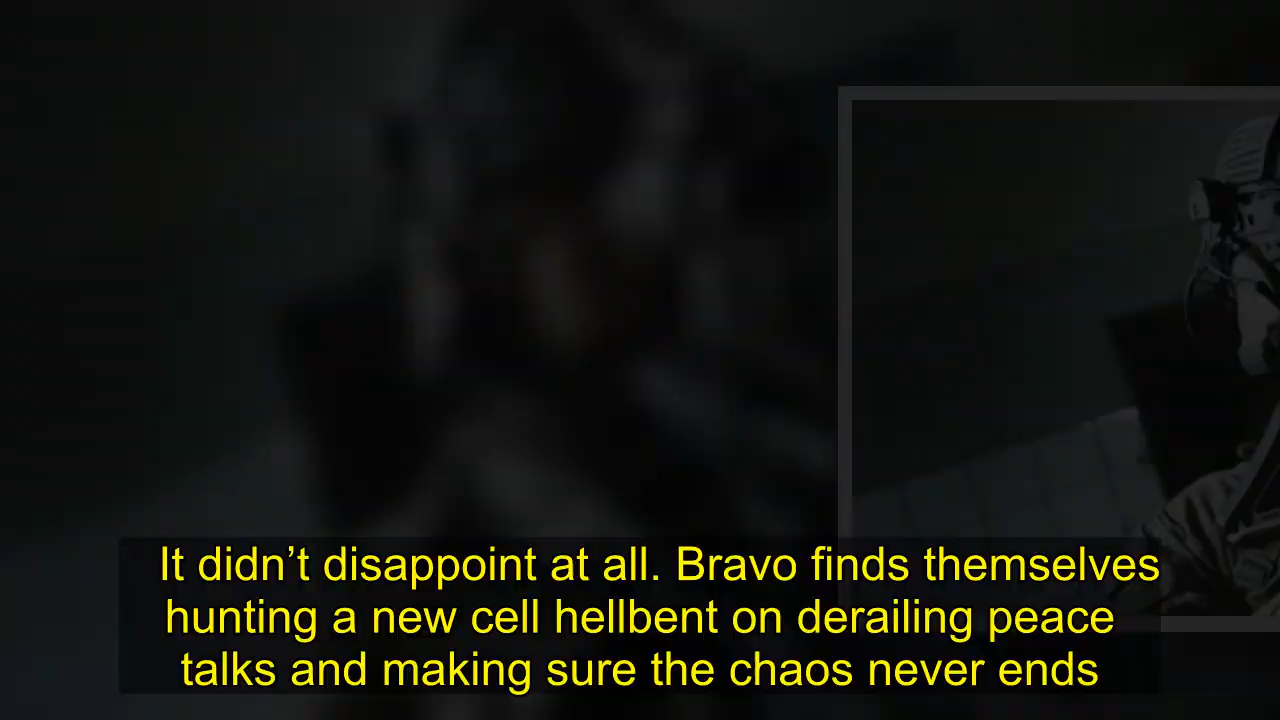 It didn’t disappoint at all. Bravo finds themselves
hunting a new cell hellbent on derailing peace
talks and making sure the chaos never ends